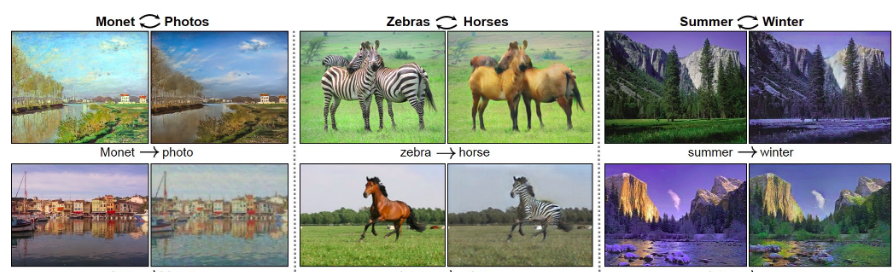 Monet Photos
Zebras Horses
Summer Winter
Monet → photo
zebra → horse
summer → winter